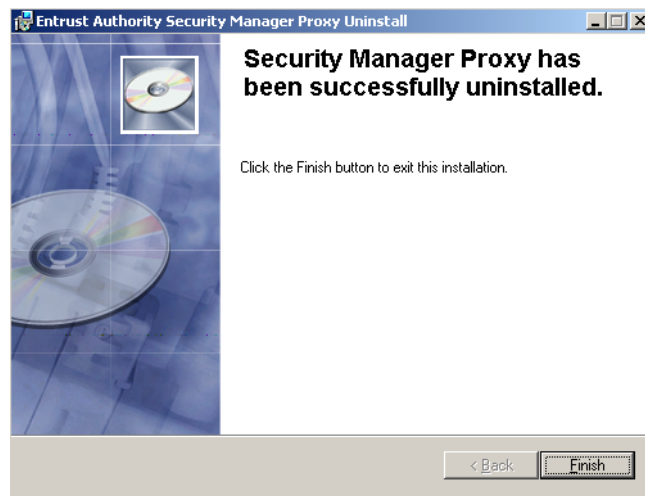 Entrust Authority Security Manager Proxy Uninstall
Security Manager Proxy has
been successfully uninstalled.
Click the Finish button to exit this installation.
< Back
Finish